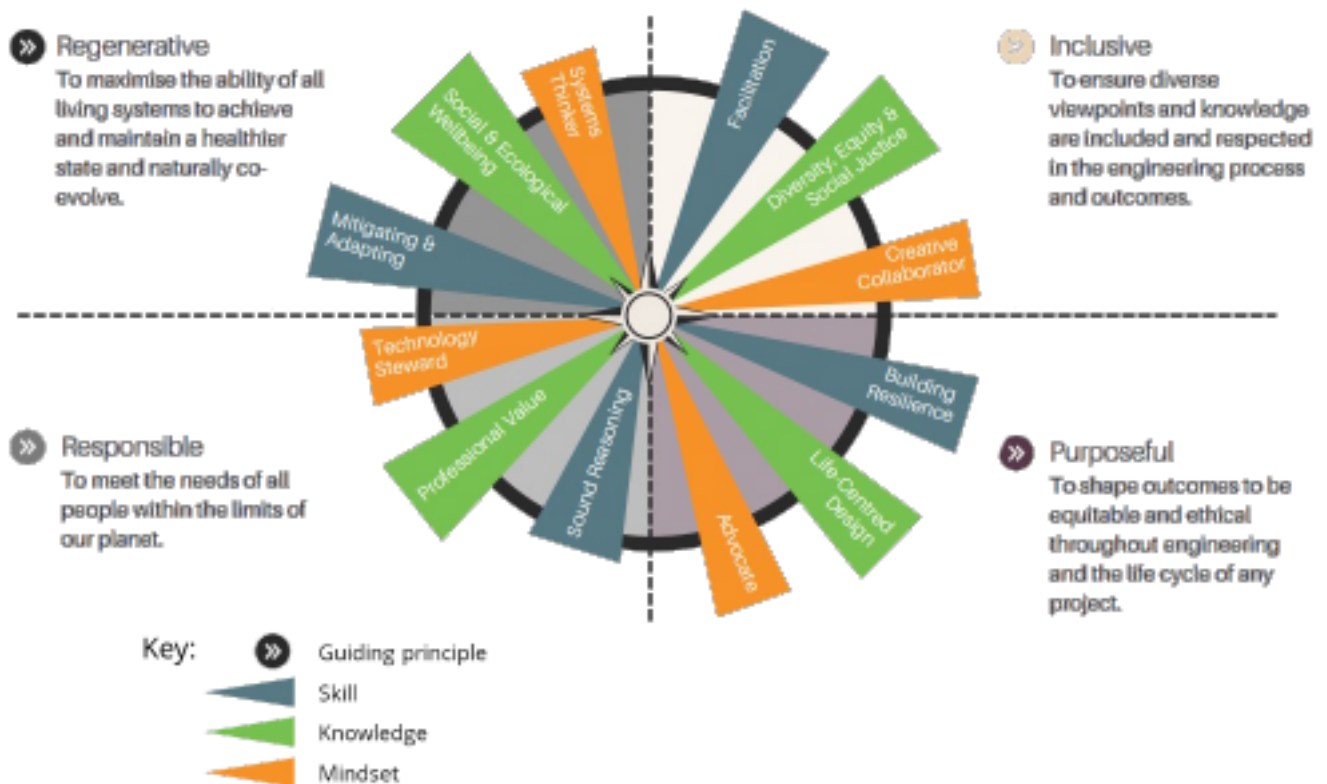 Regenerative
To maximise the ability of all
living systems to achieve
and maintain a healthier
state and naturally co-
evolve.
Inclusive
To ensure diverse
viewpoints and knowledge
are included and respected
in the engineering process
and outcomes.
Systems
Thinker
Social & Ecological
Wellbeing
Mitigating &
Adapting
Facilitation
Diversity, Equity &
Social Justice
Creative
Collaborator
Technology
Steward
Professional Value
Sound Reasoning
Building
Resilience
Life-Centred
Design
Advocate
Responsible
To meet the needs of all
people within the limits of
our planet.
Purposeful
To shape outcomes to be
equitable and ethical
throughout engineering
and the life cycle of any
project.
Key:
Guiding principle
Skill
Knowledge
Mindset